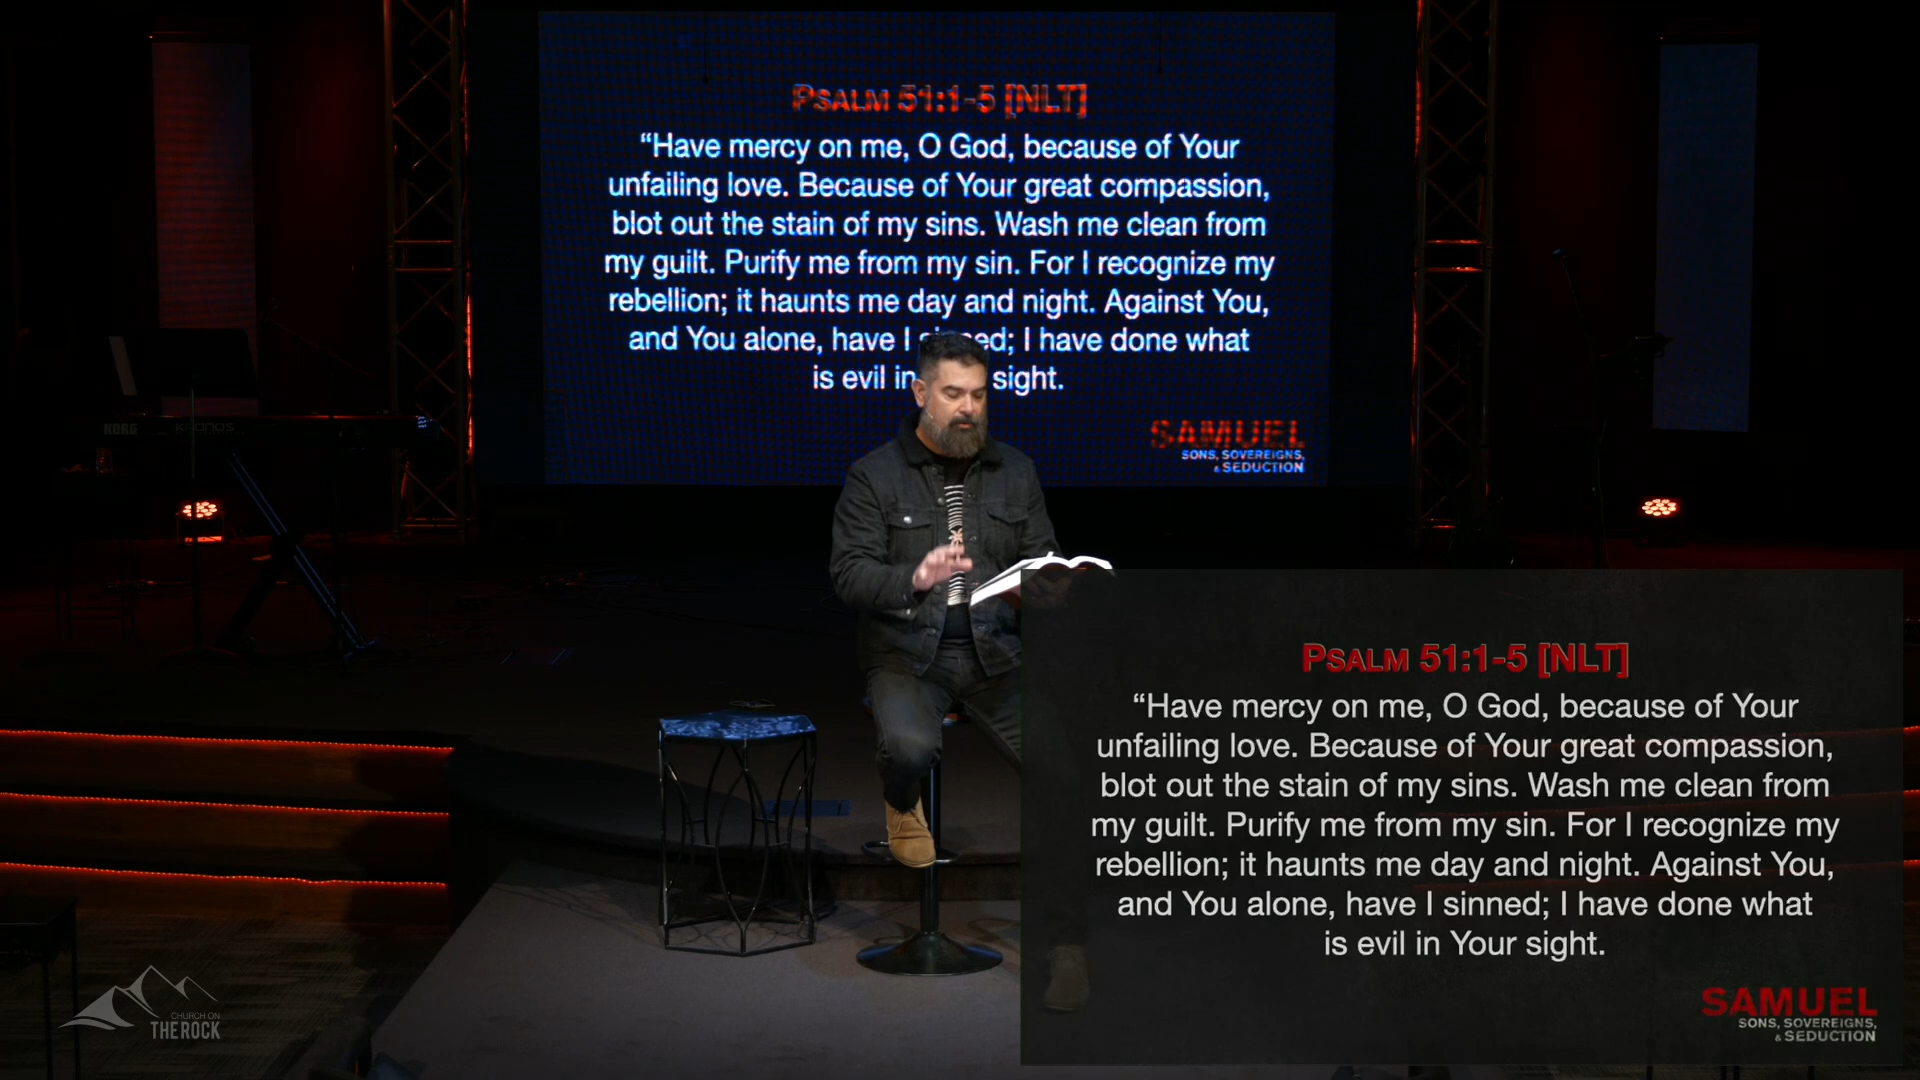 PSALM 51:1-5 [NLT]
“Have mercy on me, O God, because of Your
unfailing love. Because of Your great compassion,
blot out the stain of my sins. Wash me clean from
my guilt. Purify me from my sin. For I recognize my
rebellion; it haunts me day and night. Against You,
and You alone, have I sinned; I have done what
is evil in sight.
SAMUEL
SONS, SOVEREIGNS,
& SEDUCTION
KORG KRONOS
PSALM 51:1-5 [NLT]
“Have mercy on me, O God, because of Your
unfailing love. Because of Your great compassion,
blot out the stain of my sins. Wash me clean from
my guilt. Purify me from my sin. For I recognize my
rebellion; it haunts me day and night. Against You,
and You alone, have I sinned; I have done what
is evil in Your sight.
SAMUEL
SONS, SOVEREIGNS,
& SEDUCTION
CHURCH ON
THE ROCK